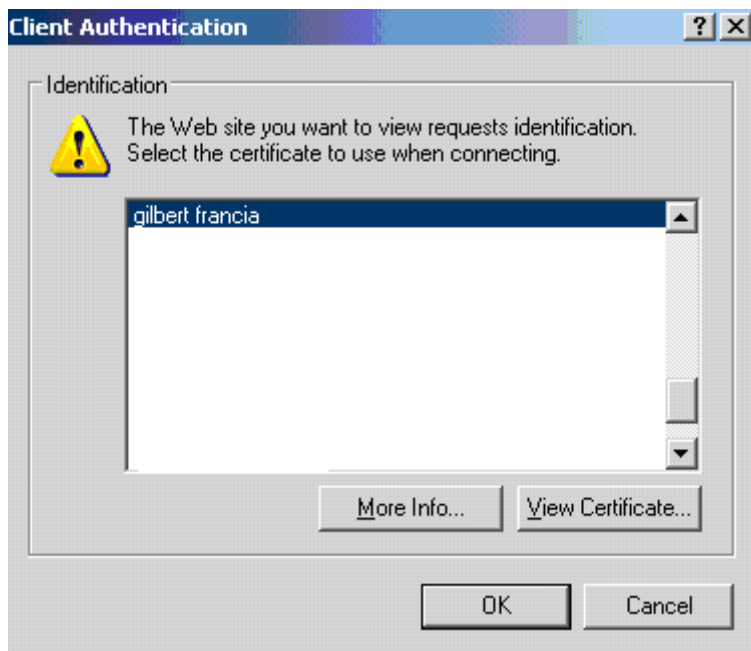 Client Authentication
Identification
The Web site you want to view requests identification.
Select the certificate to use when connecting.
gilbert francia
More Info...
View Certificate...
OK
Cancel